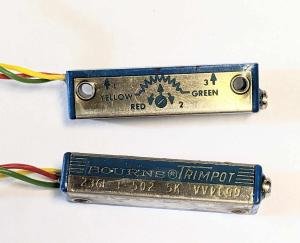 1 3
YELLOW GREEN
RED 2
BOURNS® TRIMPOT
502 5K